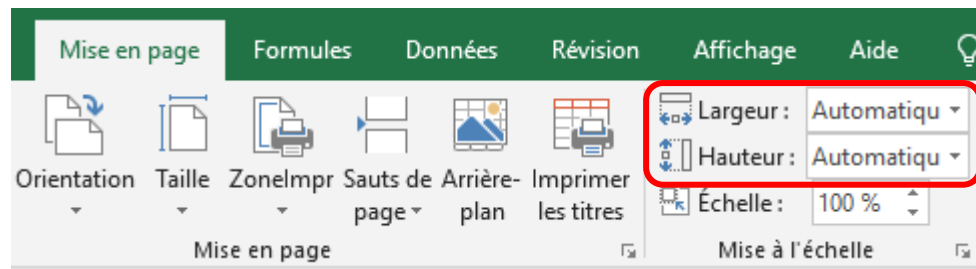 Mise en page Formules Données Révision Affichage Aide
Largeur : Automatiqu
Hauteur : Automatiqu
Orientation Taille ZoneImpr Sauts de Arrière- Imprimer
page plan les titres
Échelle : 100 %
Mise en page Mise à l'échelle